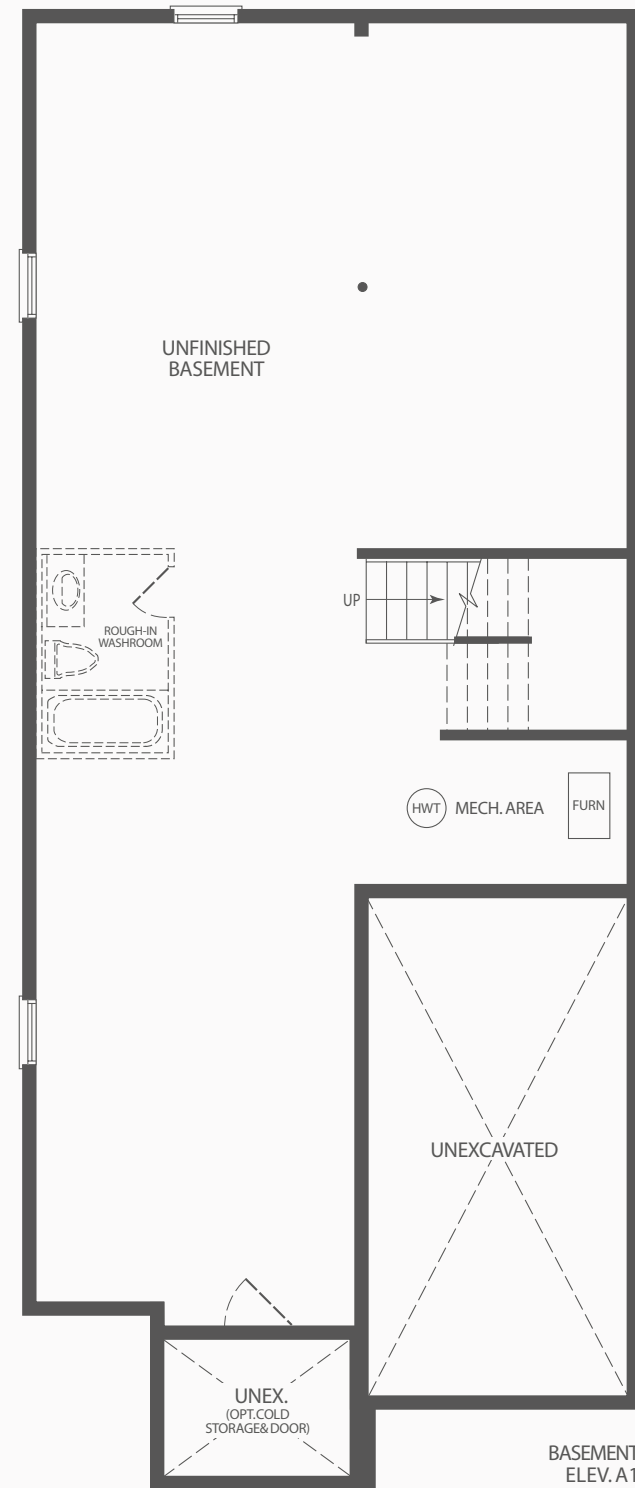 UNFINISHED
BASEMENT
UP
ROUGH-IN
WASHROOM
HWT
MECH. AREA
FURN
UNEXCAVATED
UNEX.
(OPT.COLD
STORAGE&DOOR)
BASEMENT
ELEV. A1